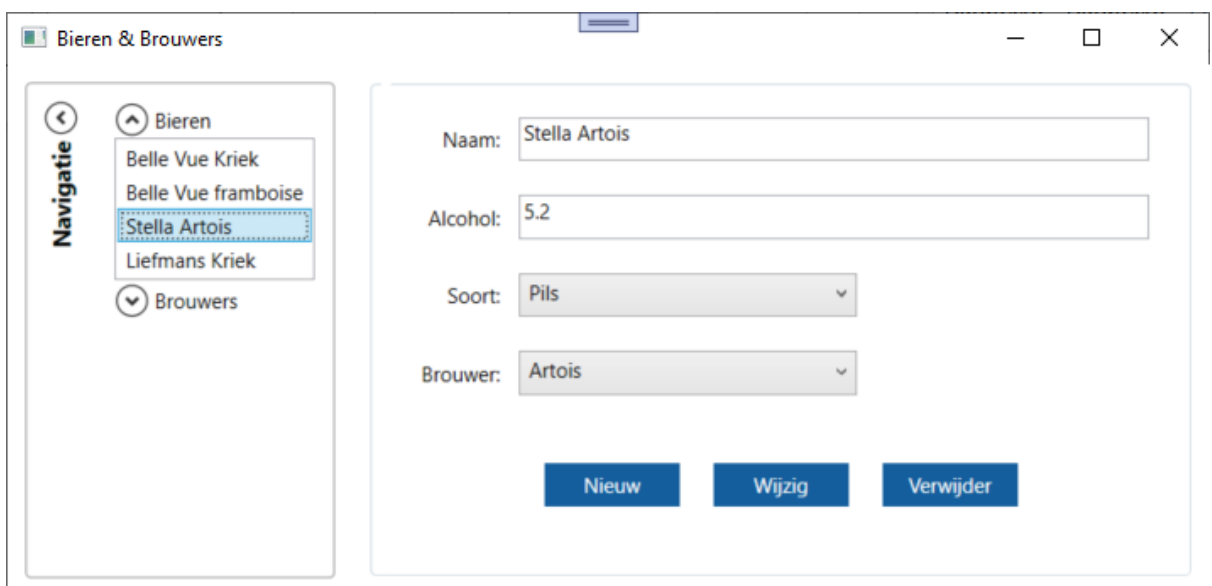 Bieren & Brouwers
Navigatie
Bieren
Belle Vue Kriek
Belle Vue framboise
Stella Artois
Liefmans Kriek
Brouwers
Naam: Stella Artois
Alcohol: 5.2
Soort: Pils
Brouwer: Artois
Nieuw Wijzig Verwijder